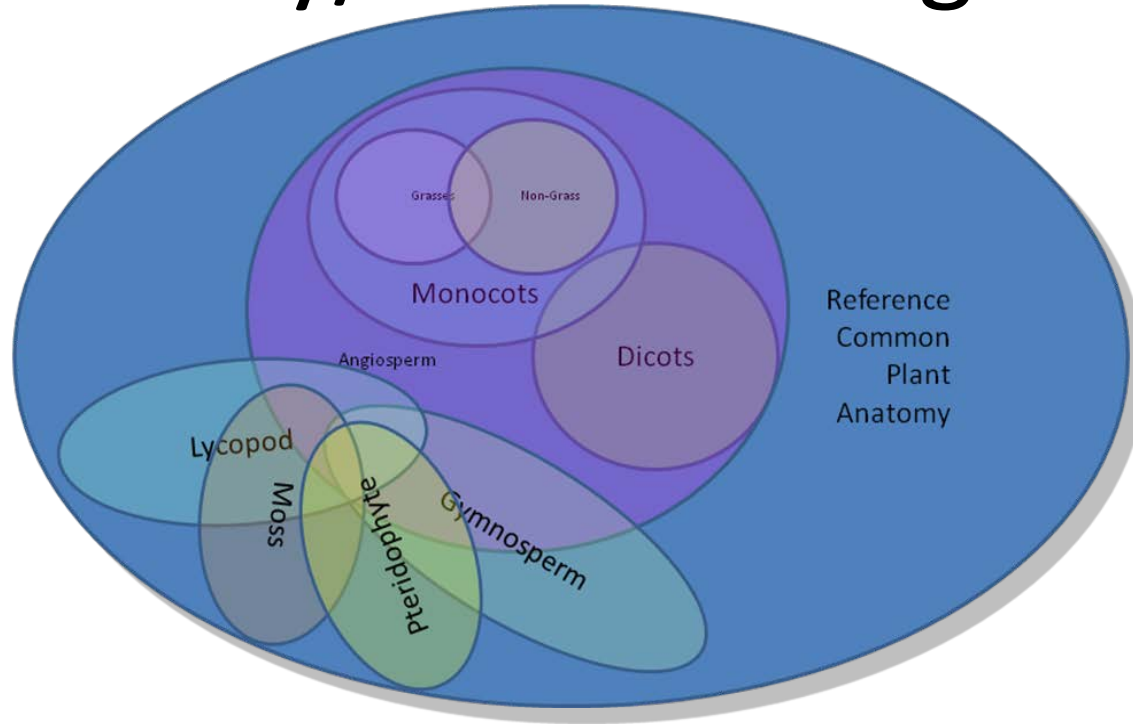 Grasses
Non-Grass
Monocots
Reference
Common
Plant
Anatomy
Angiosperm
Dicots
Lycopod
Moss
Pteridophyte
Gymnosperm